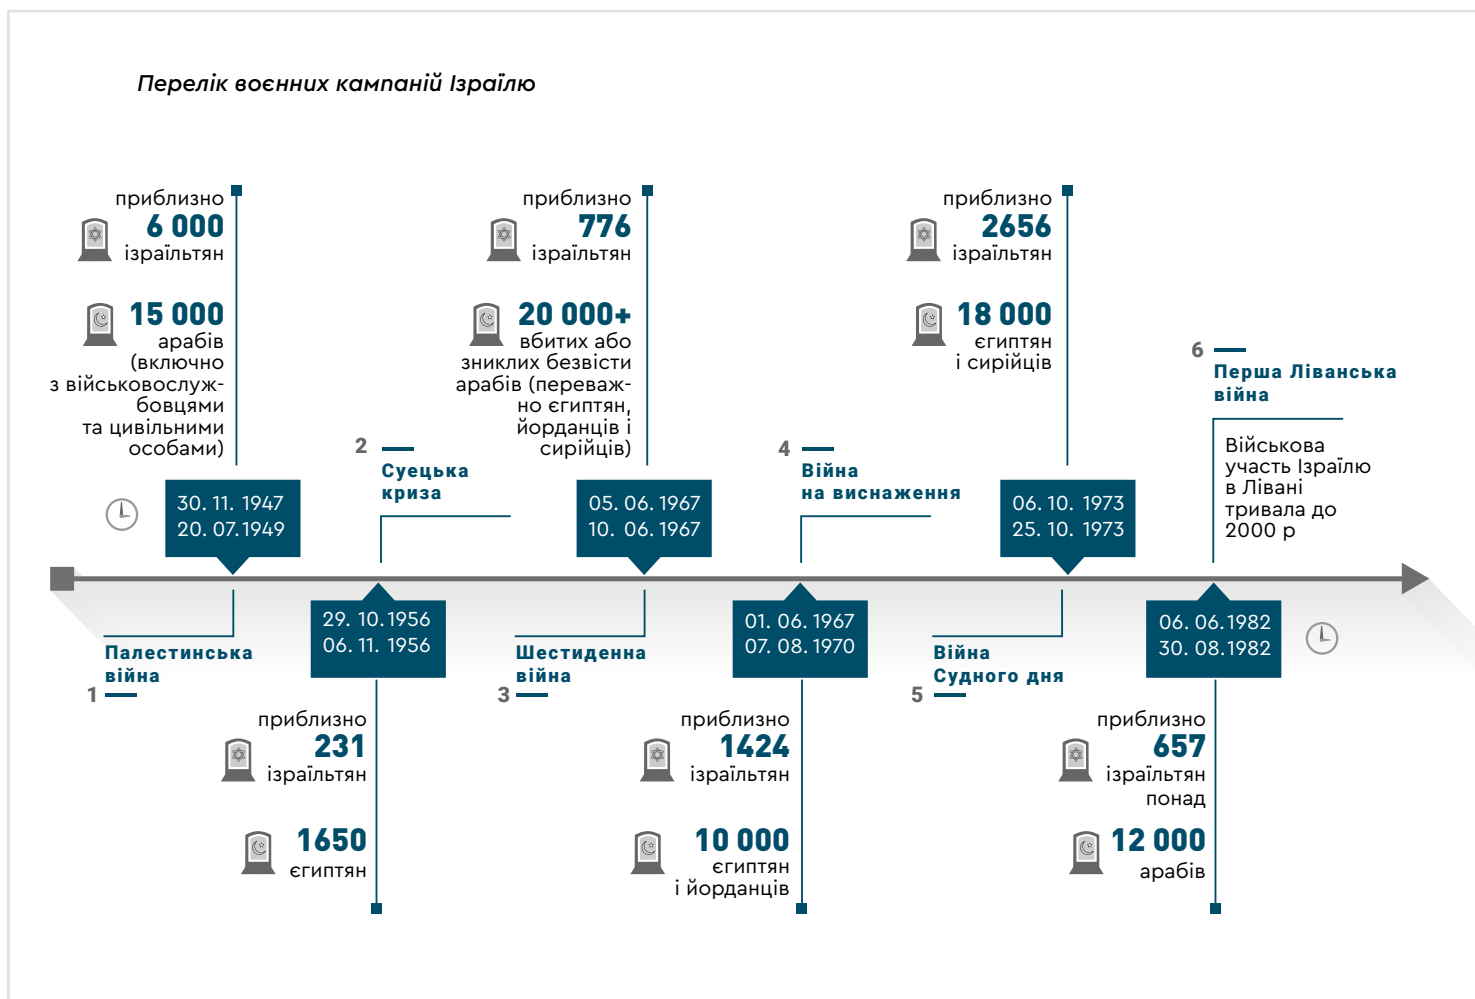 Перелік воєнних кампаній Ізраїлю
приблизно
6 000
ізраїльтян
15 000
арабів
(включно
з військовослуж-
бовцями
та цивільними
особами)
30. 11. 1947
20. 07. 1949
Палестинська
війна
1
2
Суецька
криза
29. 10. 1956
06. 11. 1956
приблизно
231
ізраїльтян
1650
єгиптян
приблизно
776
ізраїльтян
20 000+
вбитих або
зниклих безвісти
арабів (переваж-
но єгиптян,
йорданців і
сирійців)
05. 06. 1967
10. 06. 1967
Шестиденна
війна
3
4
Війна
на виснаження
01. 06. 1967
07. 08. 1970
приблизно
1424
ізраїльтян
10 000
єгиптян
і йорданців
приблизно
2656
ізраїльтян
18 000
єгиптян
і сирійців
06. 10. 1973
25. 10. 1973
Війна
Судного дня
5
6
Перша Ліванська
війна
Військова
участь Ізраїлю
в Лівані
тривала до
2000 р
06. 06. 1982
30. 08. 1982
приблизно
657
ізраїльтян
понад
12 000
арабів